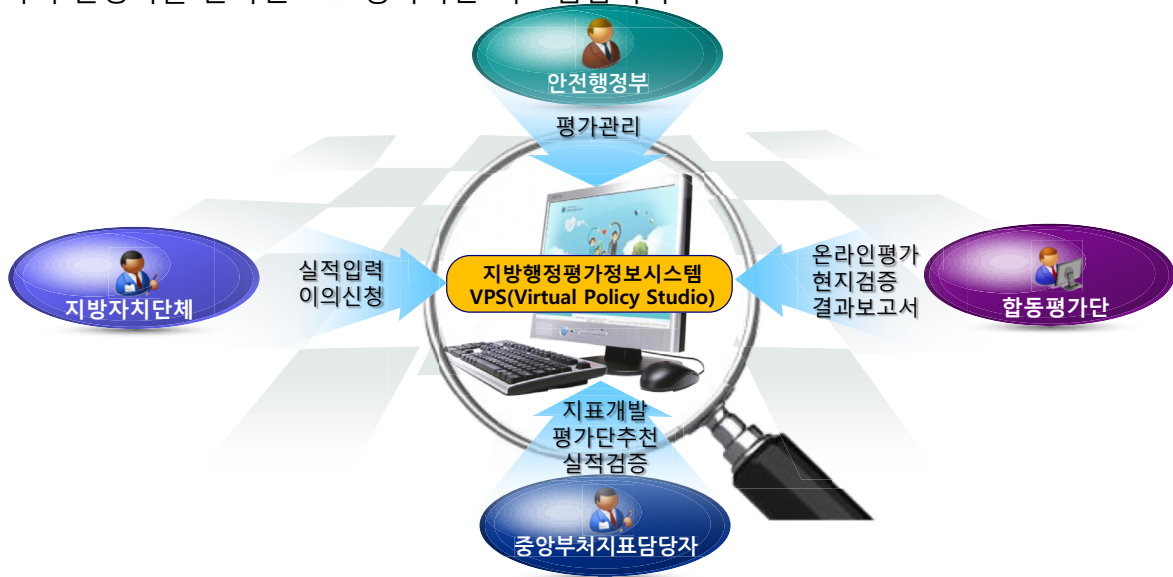 안전행정부
평가관리
지방자치단체
실적입력
이의신청
지방행정평가정보시스템
VPS(Virtual Policy Studio)
온라인평가
현지검증
결과보고서
합동평가단
지표개발
평가단추천
실적검증
중앙부처지표담당자